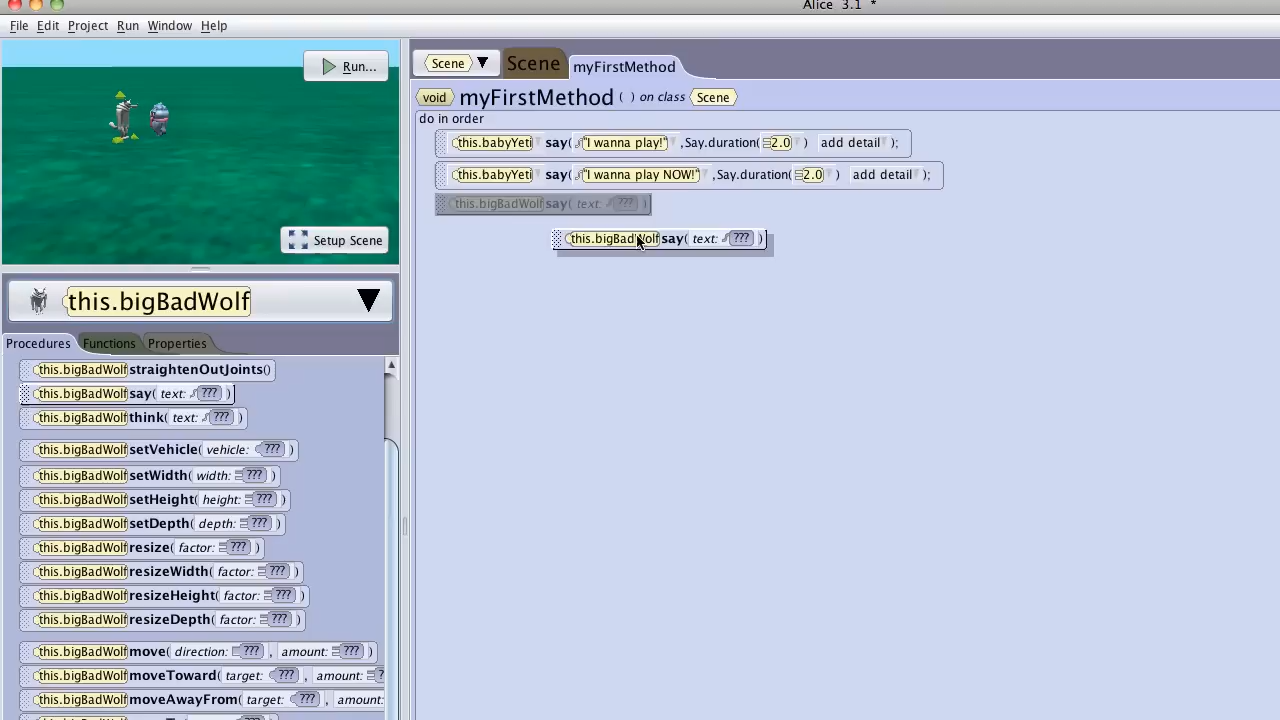 Alice 3.1 *
File Edit Project Run Window Help
Run...
Setup Scene
Scene Scene myFirstMethod
void myFirstMethod ( ) on class Scene
do in order
this.babyYeti say( "I wanna play!" ,Say.duration( 2.0 ) add detail );
this.babyYeti say( "I wanna play NOW!" ,Say.duration( 2.0 ) add detail );
this.bigBadWolf say( text: ??? )
this.bigBadWolf say( text: ??? )
this.bigBadWolf
Procedures Functions Properties
this.bigBadWolf straightenOutJoints()
this.bigBadWolf say( text: ??? )
this.bigBadWolf think( text: ??? )
this.bigBadWolf setVehicle( vehicle: ??? )
this.bigBadWolf setWidth( width: ??? )
this.bigBadWolf setHeight( height: ??? )
this.bigBadWolf setDepth( depth: ??? )
this.bigBadWolf resize( factor: ??? )
this.bigBadWolf resizeWidth( factor: ??? )
this.bigBadWolf resizeHeight( factor: ??? )
this.bigBadWolf resizeDepth( factor: ??? )
this.bigBadWolf move( direction: ??? , amount: ??? )
this.bigBadWolf moveToward( target: ??? , amount: ?
this.bigBadWolf moveAwayFrom( target: ??? , amount: